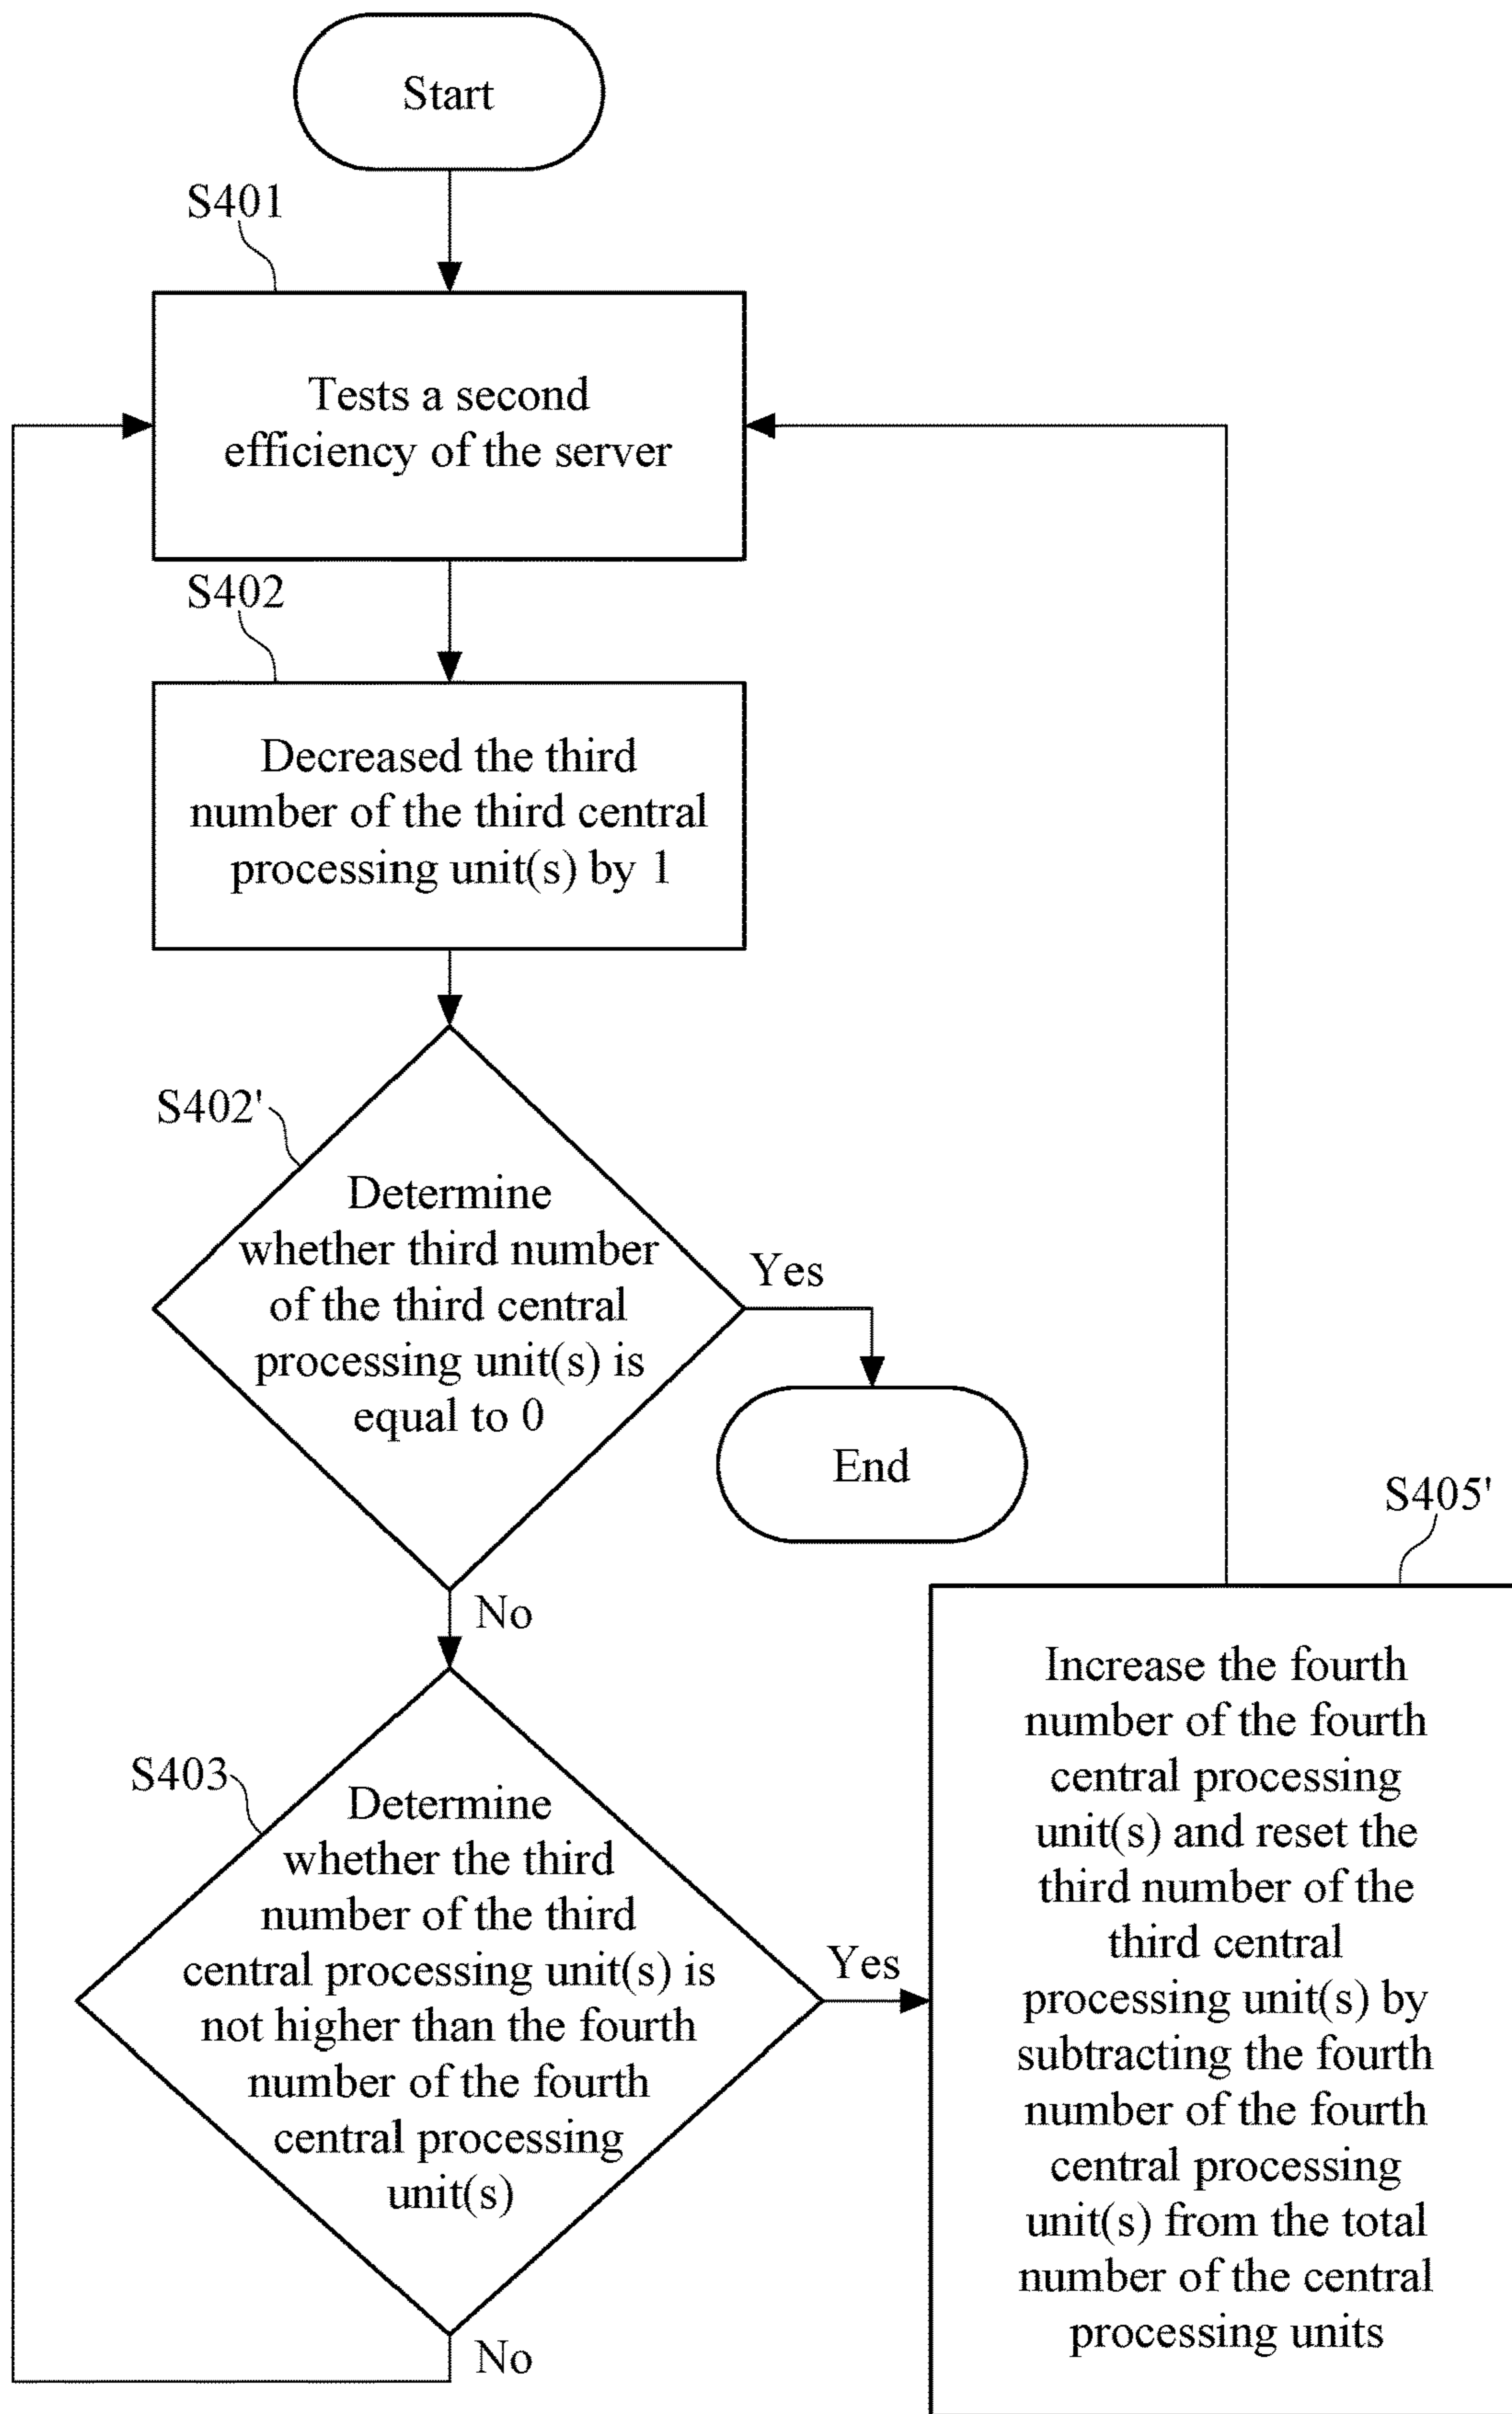 Start
S401
Tests a second
efficiency of the server
S402
Decreased the third
number of the third central
processing unit(s) by 1
S402'
Determine
whether third number
of the third central
processing unit(s) is
equal to 0
Yes
End
No
S403
Determine
whether the third
number of the third
central processing unit(s) is
not higher than the fourth
number of the fourth
central processing
unit(s)
Yes
No
S405'
Increase the fourth
number of the fourth
central processing
unit(s) and reset the
third number of the
third central
processing unit(s) by
subtracting the fourth
number of the fourth
central processing
unit(s) from the total
number of the central
processing units